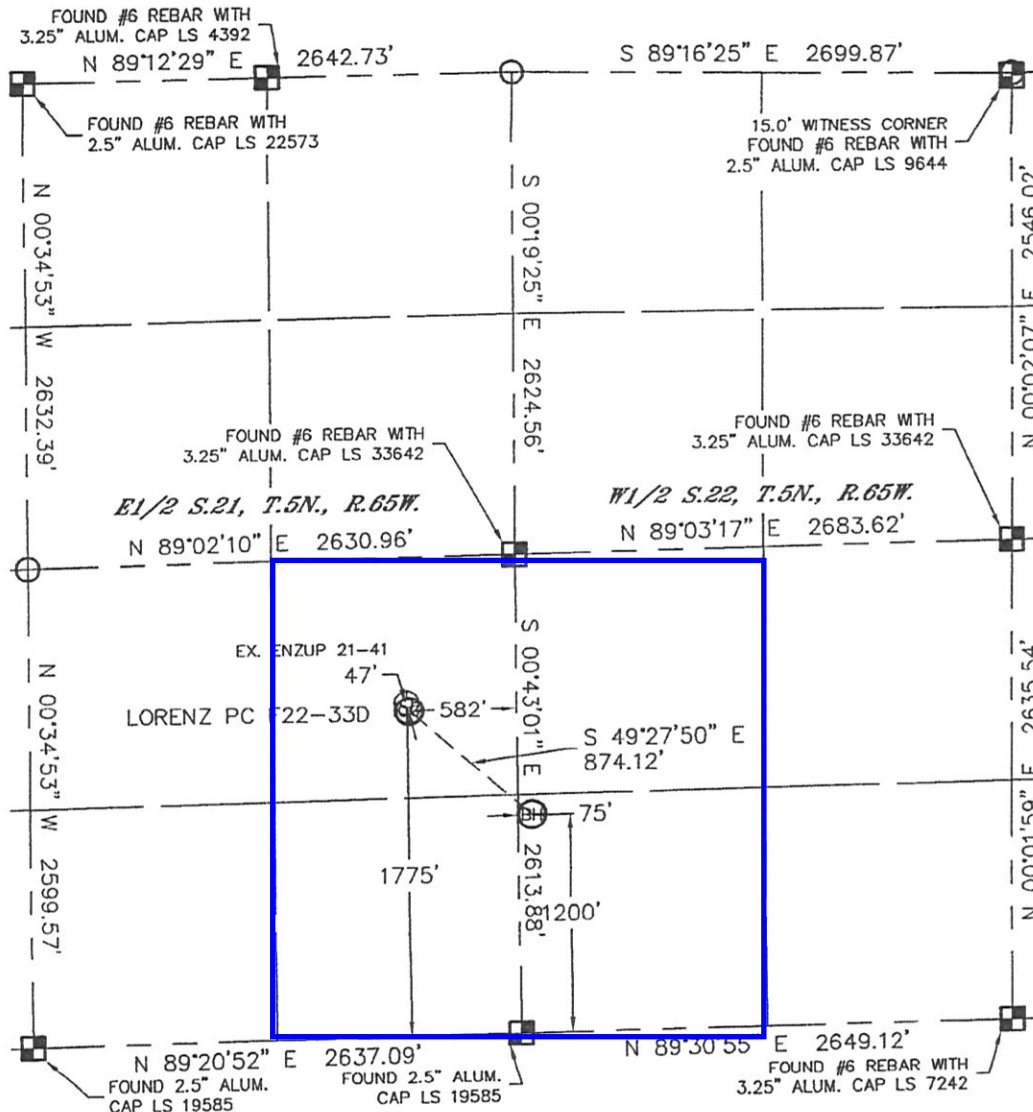 FOUND #6 REBAR WITH
3.25" ALUM. CAP LS 4392
N 89°12'29" E 2642.73'
S 89°16'25" E 2699.87'
FOUND #6 REBAR WITH
2.5" ALUM. CAP LS 22573
15.0' WITNESS CORNER
FOUND #6 REBAR WITH
2.5" ALUM. CAP LS 9644
N 00°34'53" W 2632.39'
S 00°19'25" E 2624.56'
N 00°02'07" E 2546.02'
FOUND #6 REBAR WITH
3.25" ALUM. CAP LS 33642
FOUND #6 REBAR WITH
3.25" ALUM. CAP LS 33642
E1/2 S.21, T.5N., R.65W.
W1/2 S.22, T.5N., R.65W.
N 89°02'10" E 2630.96'
N 89°03'17" E 2683.62'
EX. ENZUP 21-41
47'
LORENZ PC F22-33D
582'
S 49°27'50" E
874.12'
N 00°34'53" W 2599.57'
S 00°43'01" E 2613.88'
N 00°01'59" E 2635.54'
BH
75'
1775'
1200'
N 89°20'52" E 2637.09'
N 89°30'55 E 2649.12'
FOUND 2.5" ALUM.
CAP LS 19585
FOUND 2.5" ALUM.
CAP LS 19585
FOUND #6 REBAR WITH
3.25" ALUM. CAP LS 7242